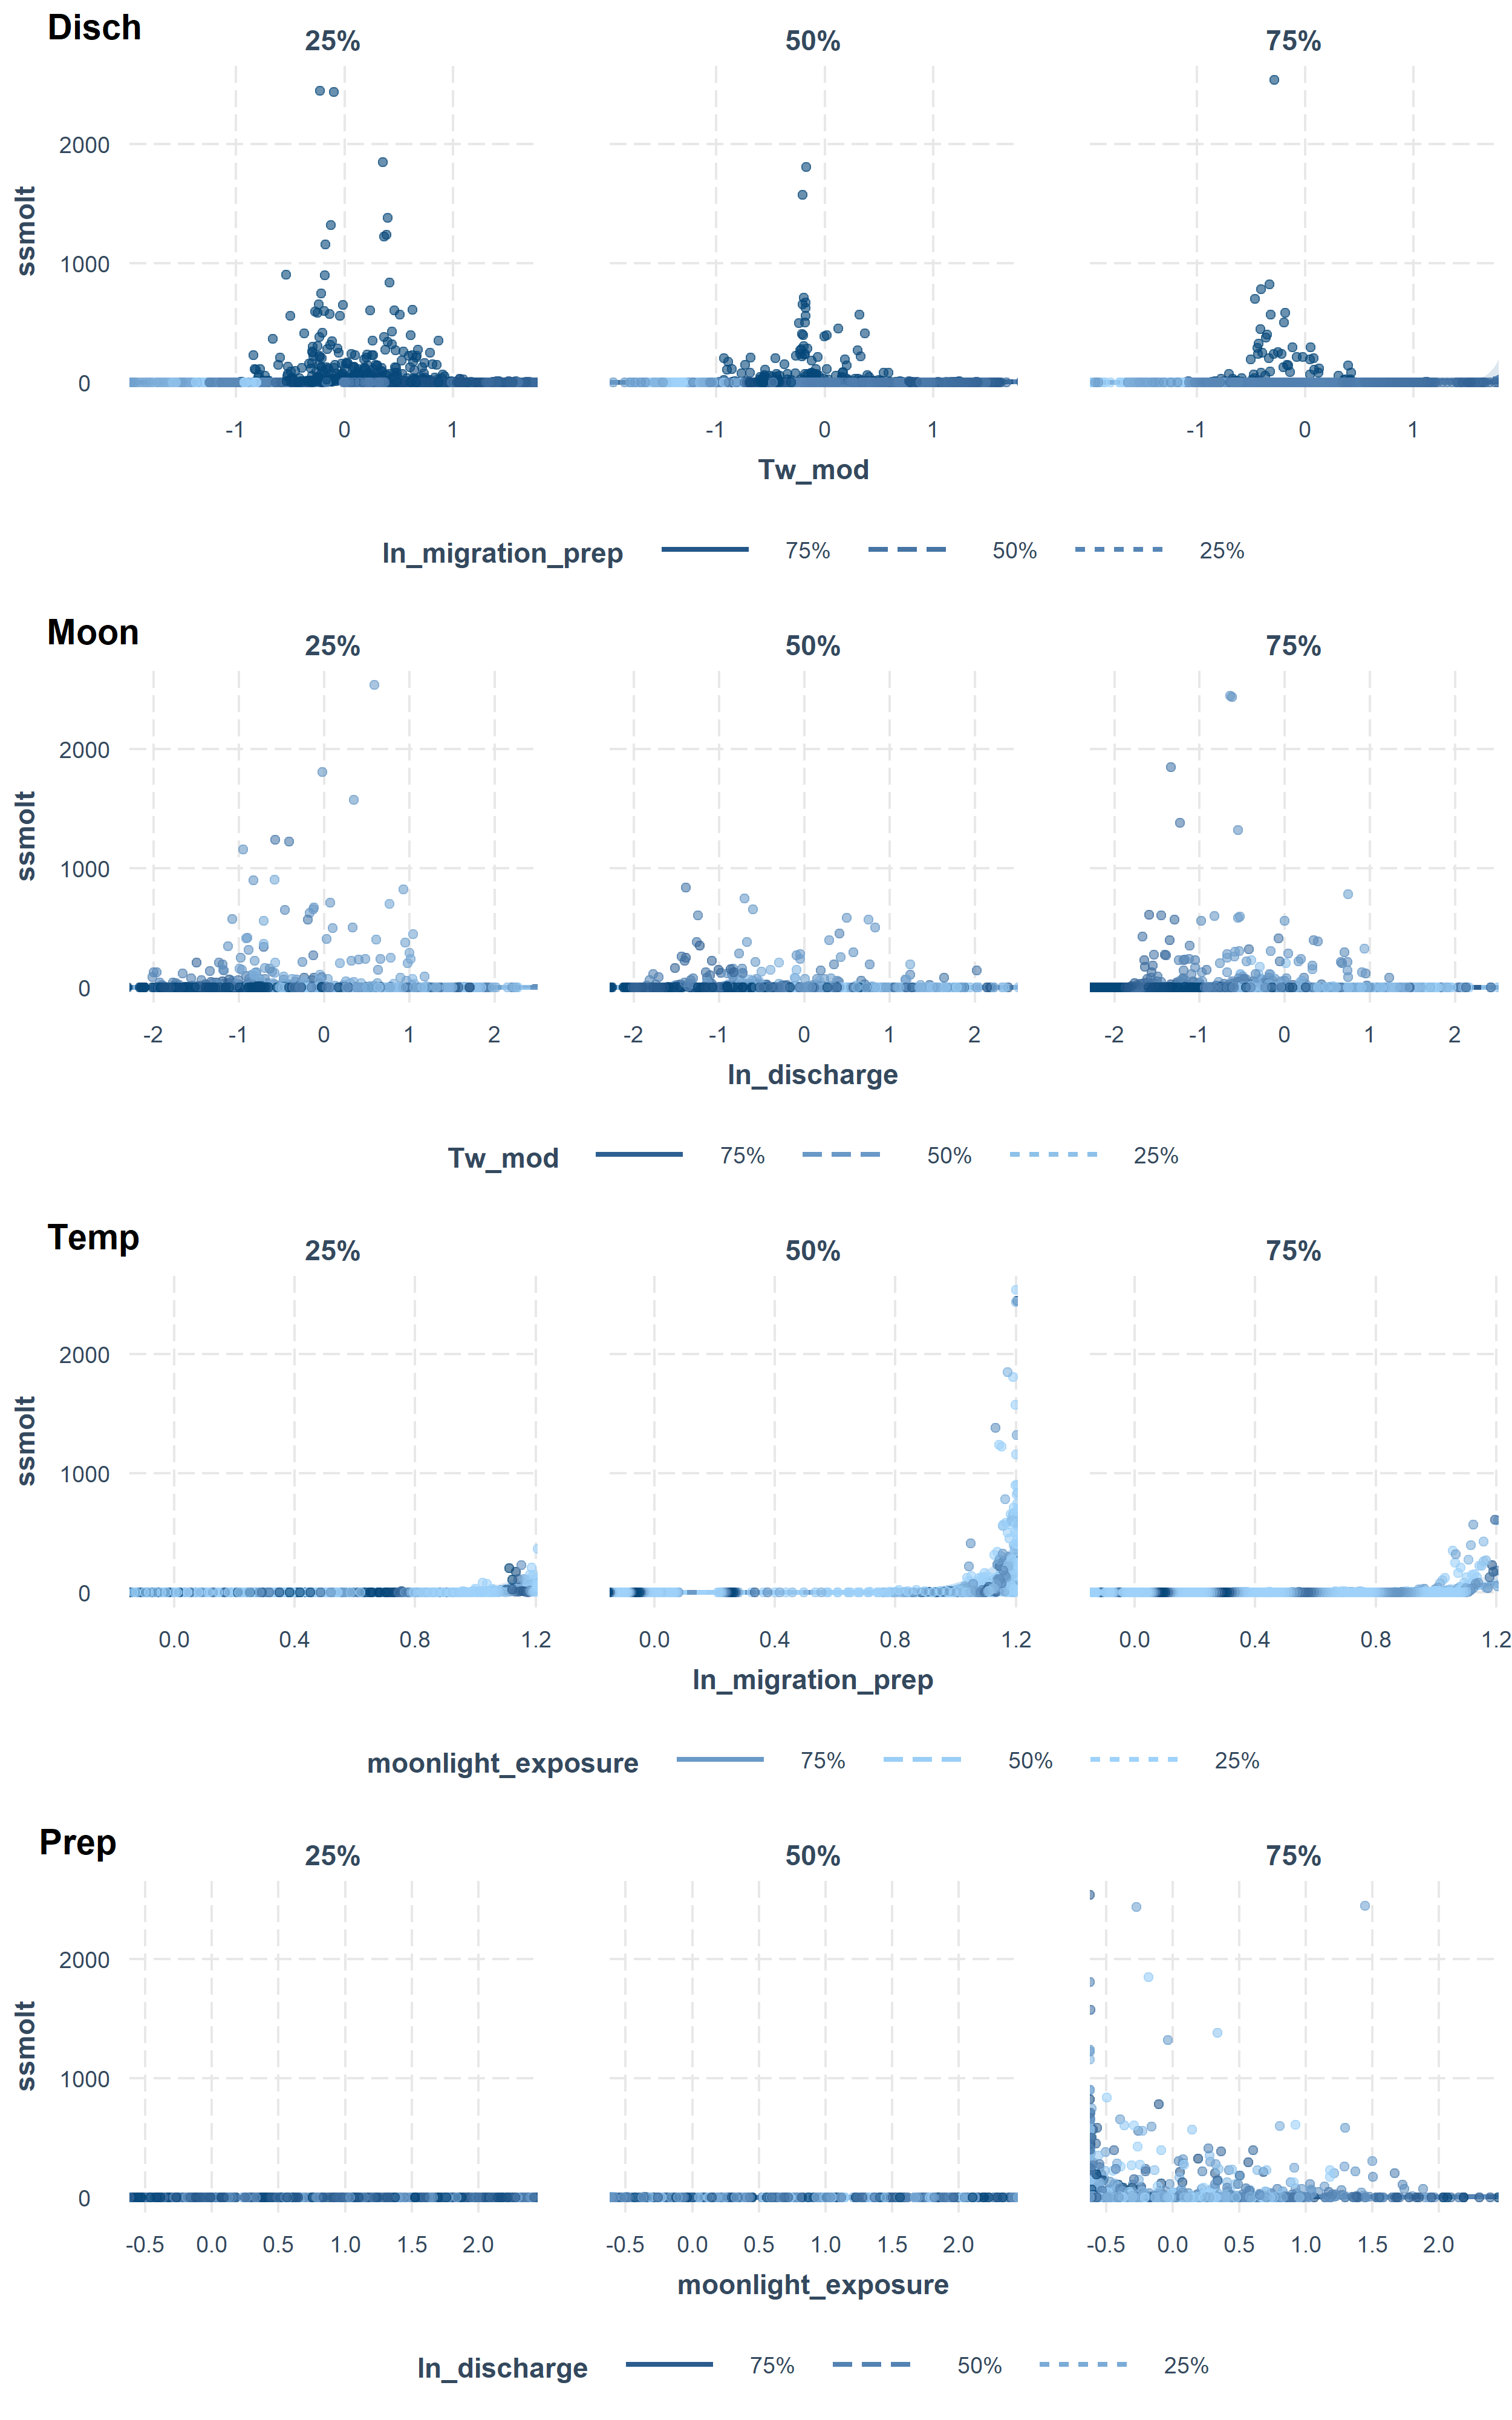 Disch
25% 50% 75%
2000
1000
0
ssmolt
-1 0 1 -1 0 1 -1 0 1
Tw_mod
ln_migration_prep 75% 50% 25%
Moon
25% 50% 75%
2000
1000
0
ssmolt
-2 -1 0 1 2 -2 -1 0 1 2 -2 -1 0 1 2
ln_discharge
Tw_mod 75% 50% 25%
Temp
25% 50% 75%
2000
1000
0
ssmolt
0.0 0.4 0.8 1.2 0.0 0.4 0.8 1.2 0.0 0.4 0.8 1.2
ln_migration_prep
moonlight_exposure 75% 50% 25%
Prep
25% 50% 75%
2000
1000
0
ssmolt
-0.5 0.0 0.5 1.0 1.5 2.0 -0.5 0.0 0.5 1.0 1.5 2.0 -0.5 0.0 0.5 1.0 1.5 2.0
moonlight_exposure
ln_discharge 75% 50% 25%